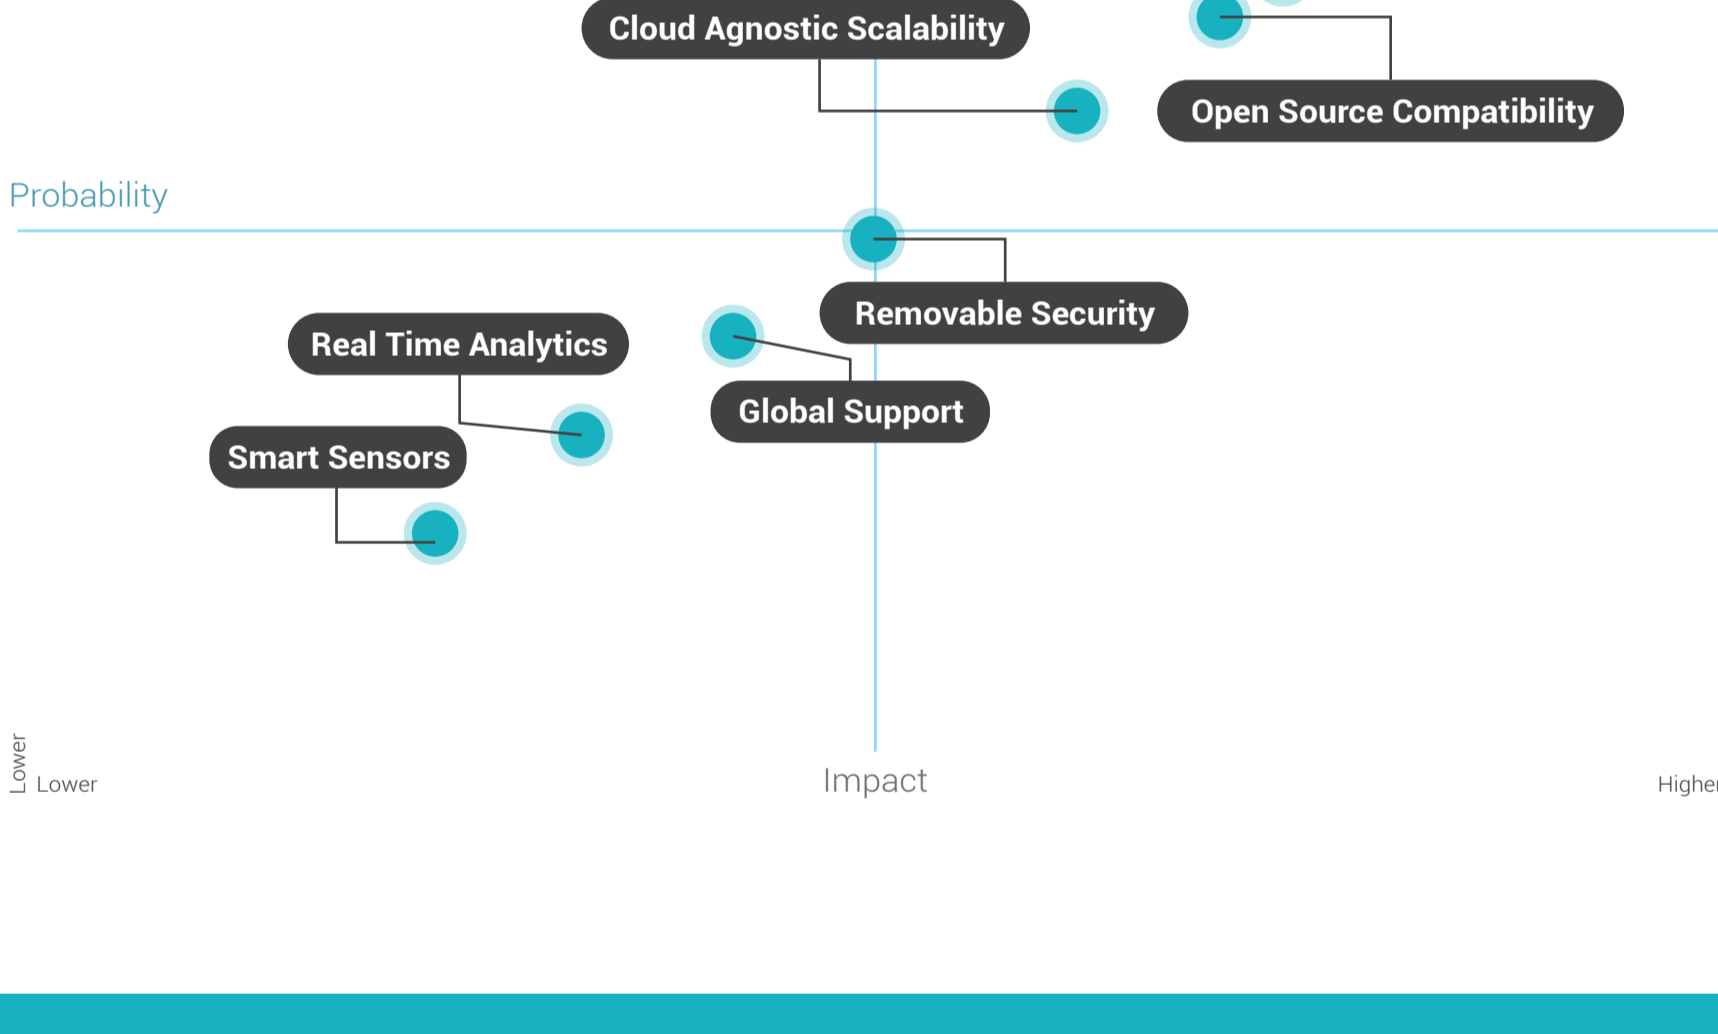 Cloud Agnostic Scalability
Open Source Compatibility
Probability
Removable Security
Real Time Analytics
Global Support
Smart Sensors
Lower
Lower
Impact
Higher